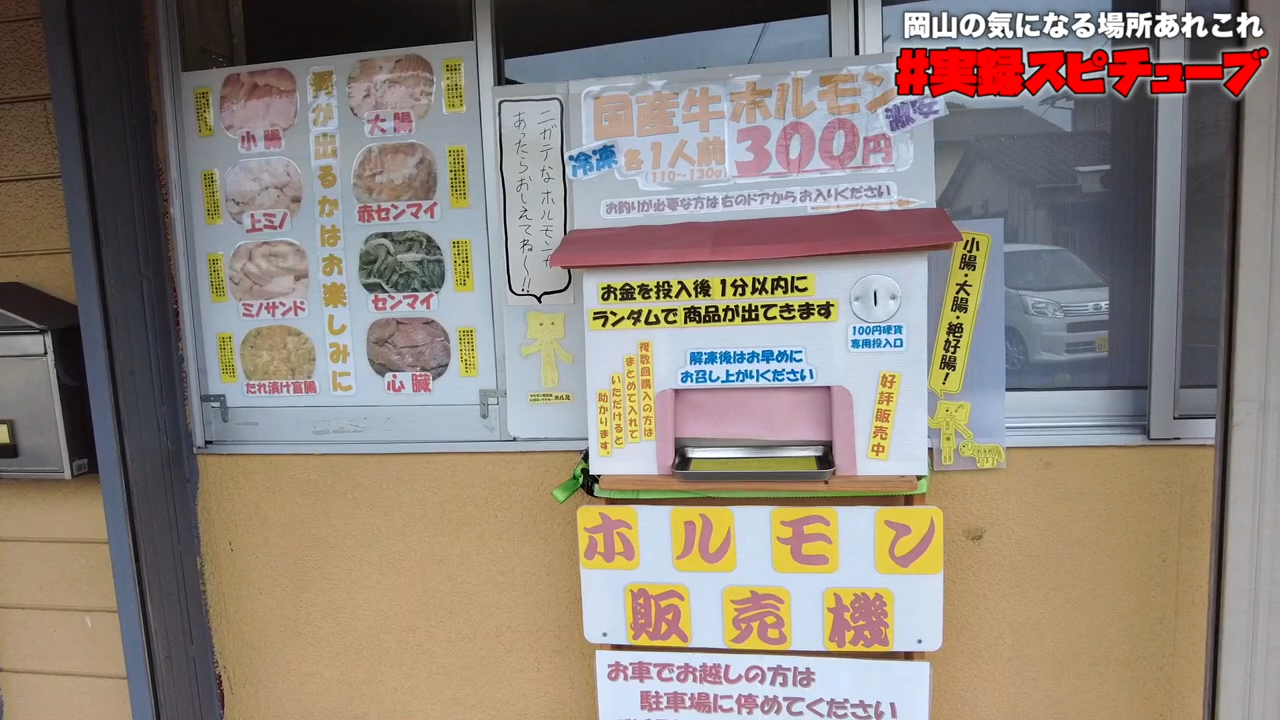 岡山の気になる場所あれこれ
#実録スピチューブ
小腸
大腸
上ミノ
赤センマイ
ミノサンド
センマイ
たれ漬け盲腸
心臓
何が出るかはお楽しみに
ニガテなホルモンが
あったらおしえてね〜!!
国産牛ホルモン
激安
冷凍
各1人前
(110〜130g)
300円
お釣りが必要な方は右のドアからお入りください
お金を投入後1分以内に
ランダムで商品が出てきます
100円硬貨
専用投入口
解凍後はお早めに
お召し上がりください
複数回購入の方は
まとめて入れて
いただけると
助かります。
好評販売中
小腸・大腸・絶好腸!
ホルモン
販売機
お車でお越しの方は
駐車場に停めてください